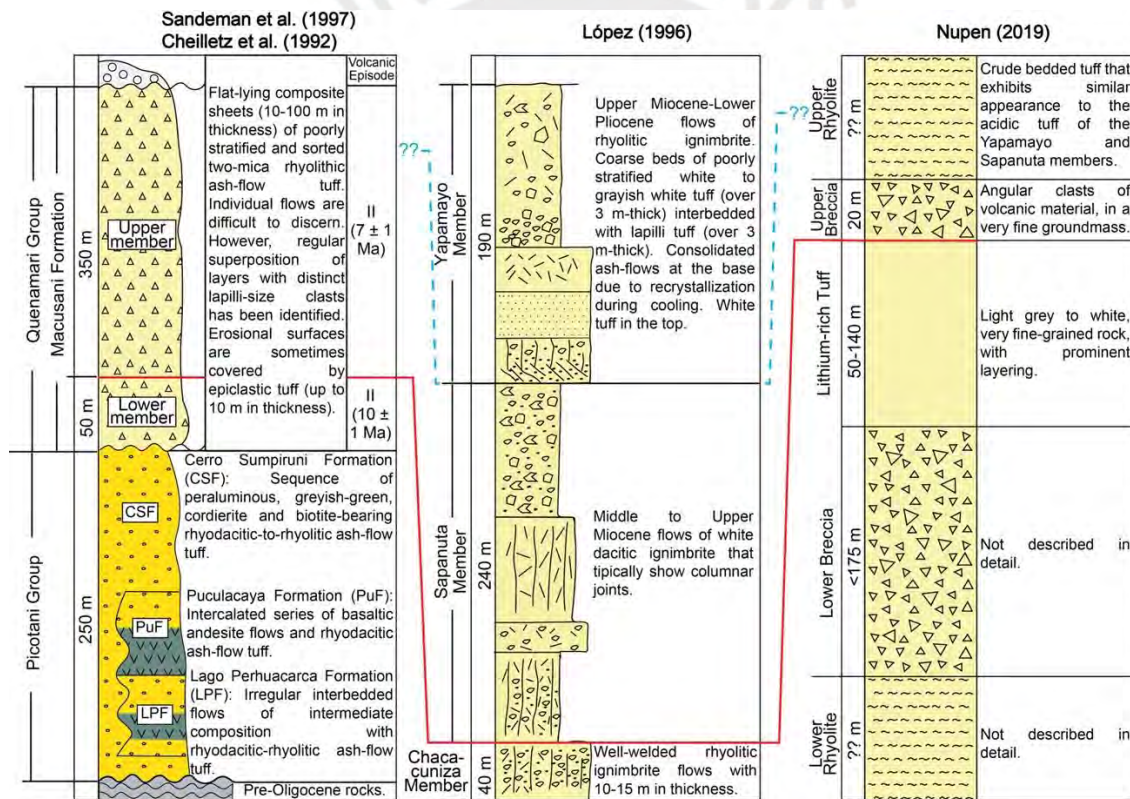 Sandeman et al. (1997)
Cheilletz et al. (1992)
Quenamari Group
Macusani Formation
350 m
50 m
Upper
member
Lower
member
Volcanic
Episode
II
(7 ± 1
Ma)
II
(10 ±
1 Ma)
Flat-lying composite
sheets (10-100 m in
thickness) of poorly
stratified and sorted
two-mica rhyolithic
ash-flow tuff.
Individual flows are
difficult to discern.
However, regular
superposition of
layers with distinct
lapilli-size clasts
has been identified.
Erosional surfaces
are sometimes
covered by
epiclastic tuff (up to
10 m in thickness).
Picotani Group
250 m
CSF
PuF
LPF
Cerro Sumpiruni Formation
(CSF): Sequence of
peraluminous, greyish-green,
cordierite and biotite-bearing
rhyodacitic-to-rhyolitic ash-flow
tuff.
Puculacaya Formation (PuF):
Intercalated series of basaltic
andesite flows and rhyodacitic
ash-flow tuff.
Lago Perhuacarca Formation
(LPF): Irregular interbedded
flows of intermediate
composition with
rhyodacitic-rhyolitic ash-flow
tuff.
Pre-Oligocene rocks.
López (1996)
??
Yapamayo
Member
190 m
Upper Miocene-Lower
Pliocene flows of
rhyolitic ignimbrite.
Coarse beds of poorly
stratified white to
grayish white tuff (over
3 m-thick) interbedded
with lapilli tuff (over 3
m-thick). Consolidated
ash-flows at the base
due to recrystallization
during cooling. White
tuff in the top.
Sapanuta
Member
240 m
Middle to Upper
Miocene flows of white
dacitic ignimbrite that
tipically show columnar
joints.
Chaca-
cuniza
Member
40 m
Well-welded rhyolitic
ignimbrite flows with
10-15 m in thickness.
??
Nupen (2019)
Upper
Rhyolite
?? m
Crude bedded tuff that
exhibits similar
appearance to the
acidic tuff of the
Yapamayo and
Sapanuta members.
Upper
Breccia
20 m
Angular clasts of
volcanic material, in a
very fine groundmass.
Lithium-rich Tuff
50-140 m
Light grey to white,
very fine-grained rock,
with prominent
layering.
Lower Breccia
<175 m
Not described in
detail.
Lower
Rhyolite
?? m
Not described in
detail.